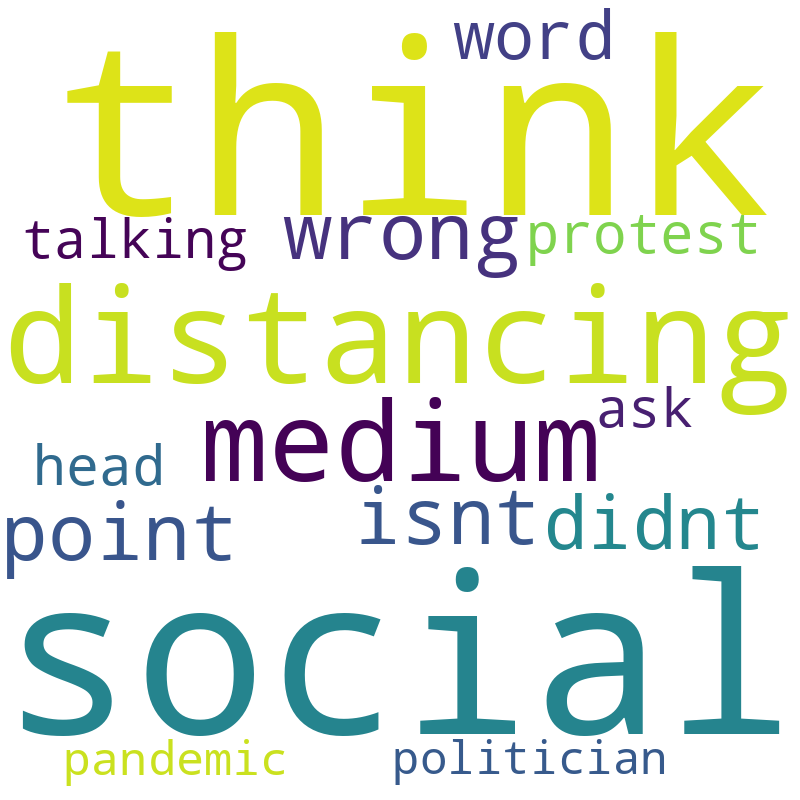 word
think
talking wrong protest
distancing
medium ask
head
point isnt didnt
social
pandemic politician